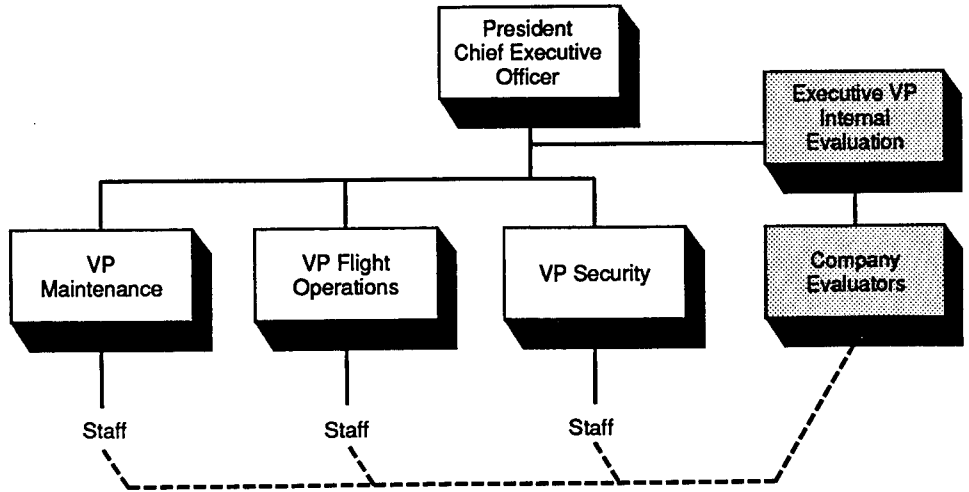 President
Chief Executive
Officer
Executive VP
Internal
Evaluation
VP
Maintenance
VP Flight
Operations
VP Security
Company
Evaluators
Staff
Staff
Staff